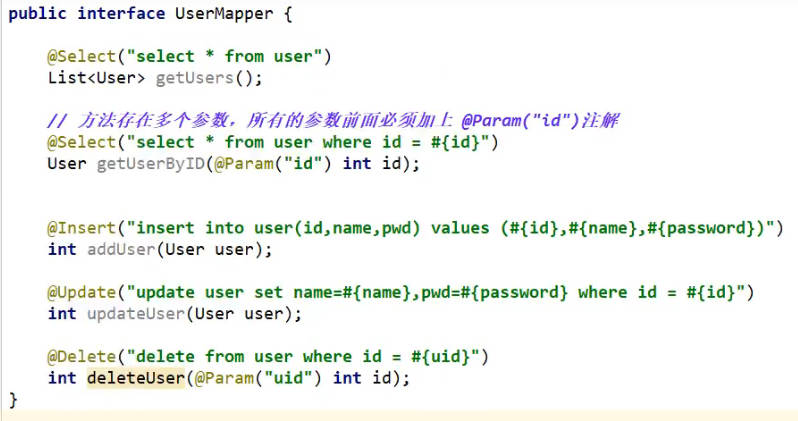 public interface UserMapper {
@Select("select * from user")
List<User> getUsers();
// 方法存在多个参数，所有的参数前面必须加上 @Param("id")注解
@Select("select * from user where id = #{id}")
User getUserByID(@Param("id") int id);
@Insert("insert into user(id,name,pwd) values (#{id},#{name},#{password})")
int addUser(User user);
@Update("update user set name=#{name},pwd=#{password} where id = #{id}")
int updateUser(User user);
@Delete("delete from user where id = #{uid}")
int deleteUser(@Param("uid") int id);
}